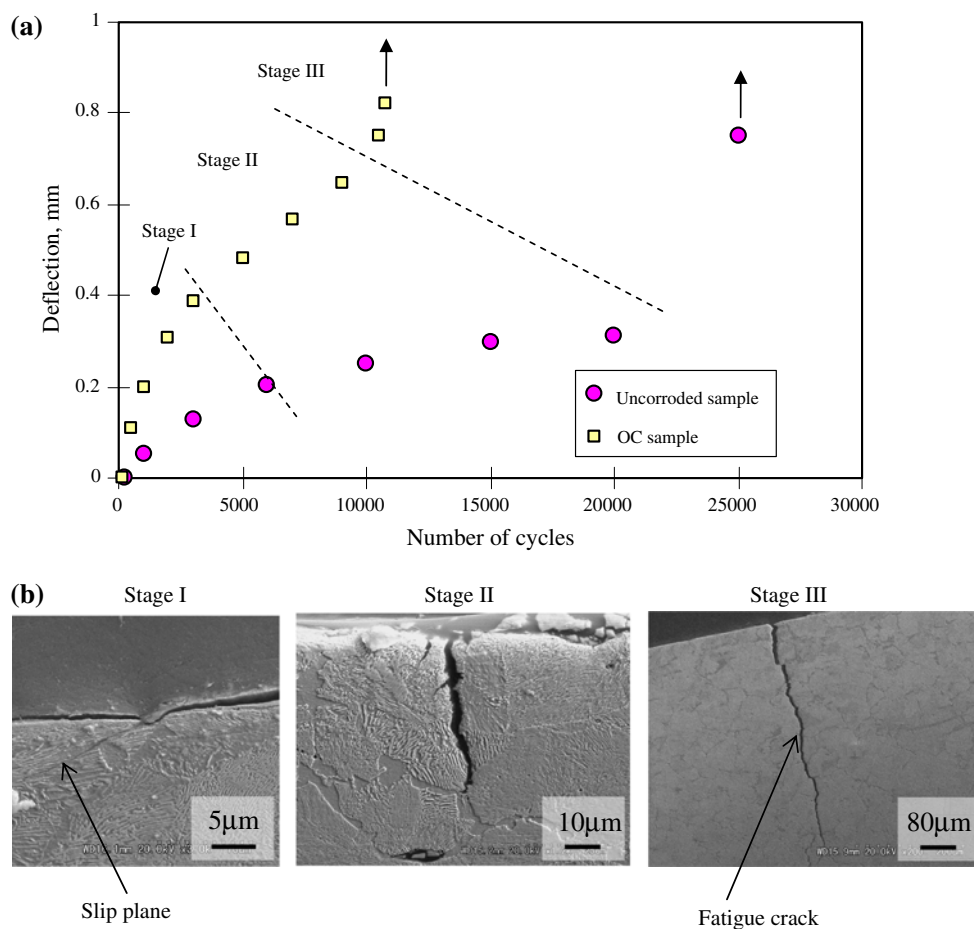 (a)
1
0.8
0.6
0.4
0.2
0
Deflection, mm
Stage III
Stage II
Stage I
Uncorroded sample
OC sample
0 5000 10000 15000 20000 25000 30000
Number of cycles
(b)
Stage I Stage II Stage III
5µm
10µm
80µm
Slip plane
Fatigue crack